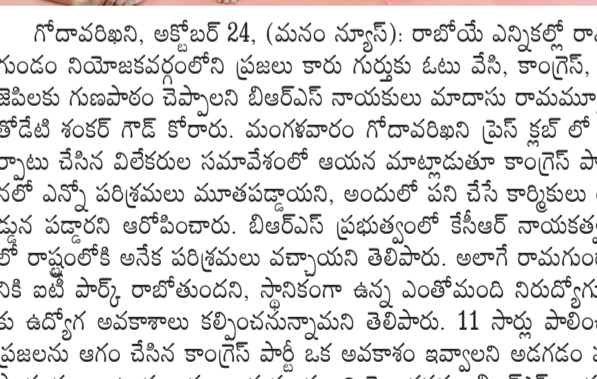 గోదావరిఖని, అక్టోబర్ 24, (మనం న్యూస్): రాబోయే ఎన్నికల్లో
గుండం నియోజకవర్గంలోని ప్రజలు కారు గుర్తుకు ఓటు వేసి, కాంగ్రెస్,
జెపిలకు గుణపాఠం చెప్పాలని బిఆర్ఎస్ నాయకులు మాదాసు
తోడేటి శంకర్ గౌడ్ కోరారు. మంగళవారం గోదావరిఖని ప్రెస్ క్లబ్ లో
ర్పాటు చేసిన విలేకరుల సమావేశంలో ఆయన మాట్లాడుతూ కాంగ్రెస్
నలో ఎన్నో పరిశ్రమలు మూతపడ్డాయని, అందులో పని చేసే కార్మికులు
డ్డున పడ్డారని ఆరోపించారు. బిఆర్ఎస్ ప్రభుత్వంలో కేసీఆర్
లో రాష్ట్రంలోకి అనేక పరిశ్రమలు వచ్చాయని తెలిపారు. అలాగే
నికి ఐటీ పార్క్ రాబోతుందని, స్థానికంగా ఉన్న ఎంతోమంది
కు ఉద్యోగ అవకాశాలు కల్పించనున్నామని తెలిపారు. 11 సార్లు
ప్రజలను ఆగం చేసిన కాంగ్రెస్ పార్టీ ఒక అవకాశం ఇవ్వాలని అడగడం